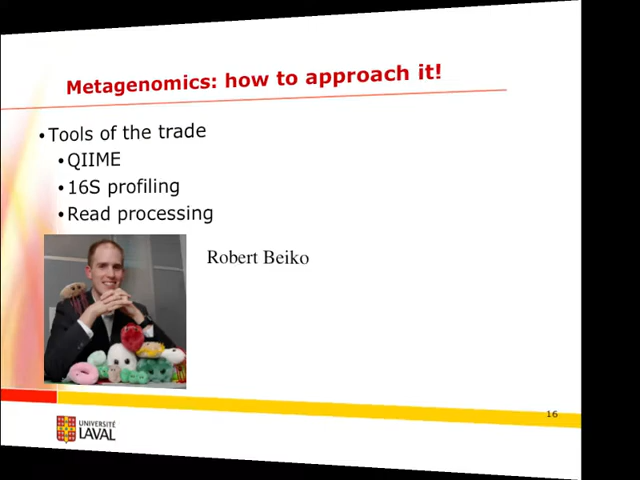 Metagenomics: how to approach it!
• Tools of the trade
• QIIME
• 16S profiling
• Read processing
Robert Beiko
16
UNIVERSITÉ
LAVAL